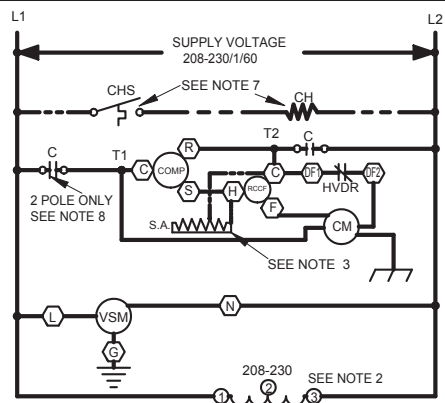 L1
L2
SUPPLY VOLTAGE
208-230/1/60
CHS
SEE NOTE 7
CH
R
T2
C
C
T1
C
COMP
C
DF1
HVDR
DF2
2 POLE ONLY
SEE NOTE 8
S
H
RCCF
F
S.A.
CM
SEE NOTE 3
L
VSM
N
G
208-230
SEE NOTE 2
1
2
3